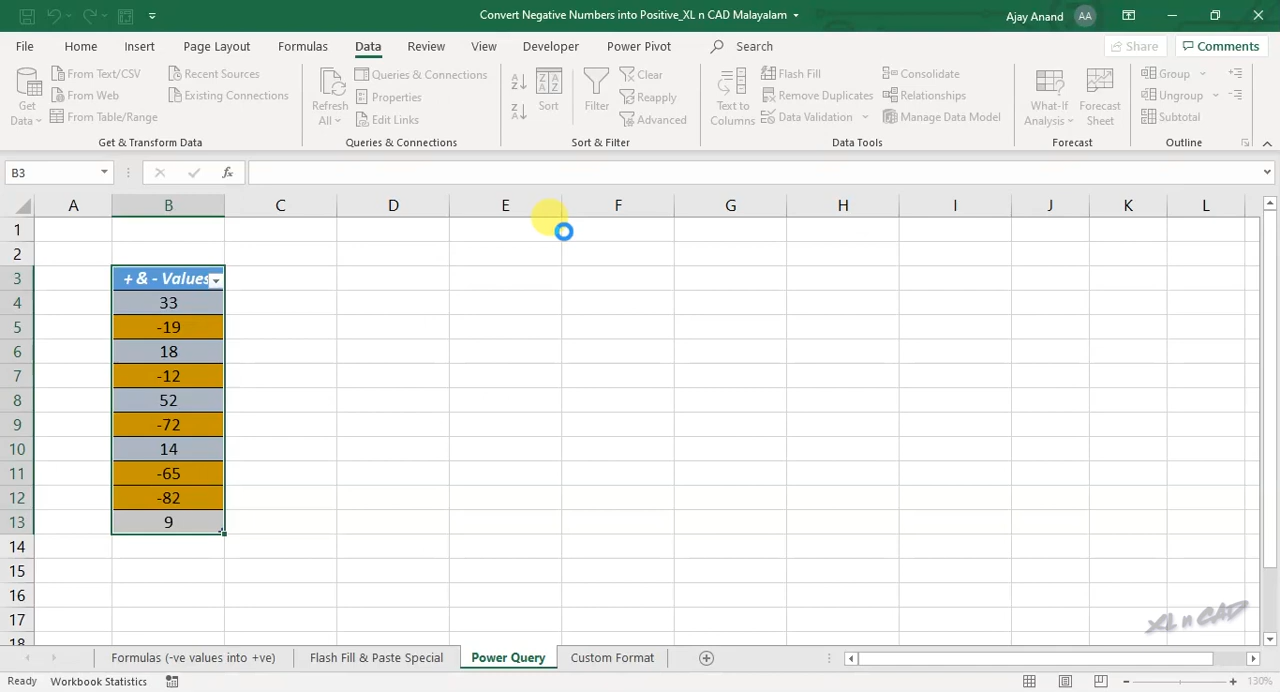 Convert Negative Numbers into Positive_XL n CAD Malayalam
Ajay Anand AA
File Home Insert Page Layout Formulas Data Review View Developer Power Pivot Search Share Comments
Get Data
From Text/CSV
From Web
From Table/Range
Recent Sources
Existing Connections
Get & Transform Data
Refresh All
Queries & Connections
Properties
Edit Links
Queries & Connections
Sort
Filter
Clear
Reapply
Advanced
Sort & Filter
Text to Columns
Flash Fill
Remove Duplicates
Data Validation
Consolidate
Relationships
Manage Data Model
Data Tools
What-If Analysis
Forecast Sheet
Forecast
Group
Ungroup
Subtotal
Outline
B3 fx
A B C D E F G H I J K L
1
2
3 + & - Values
4 33
5 -19
6 18
7 -12
8 52
9 -72
10 14
11 -65
12 -82
13 9
14
15
16
17
18
XL n CAD
Formulas (-ve values into +ve) Flash Fill & Paste Special Power Query Custom Format
Ready Workbook Statistics 130%